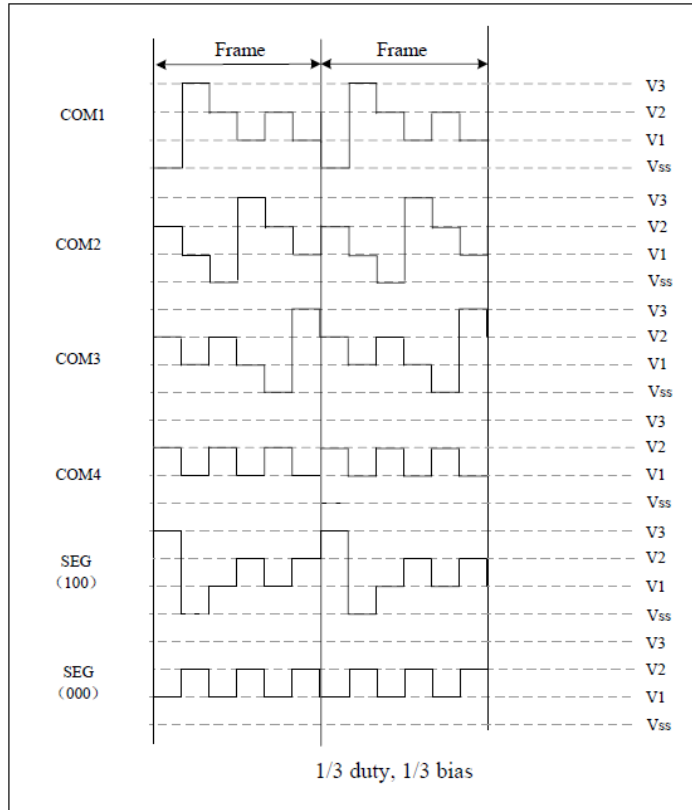 Frame Frame
V3
COM1 V2
V1
Vss
V3
V2
COM2 V1
Vss
V3
V2
COM3 V1
Vss
V3
V2
COM4 V1
Vss
V3
SEG V2
（100） V1
Vss
V3
SEG V2
（000） V1
Vss
1/3 duty, 1/3 bias